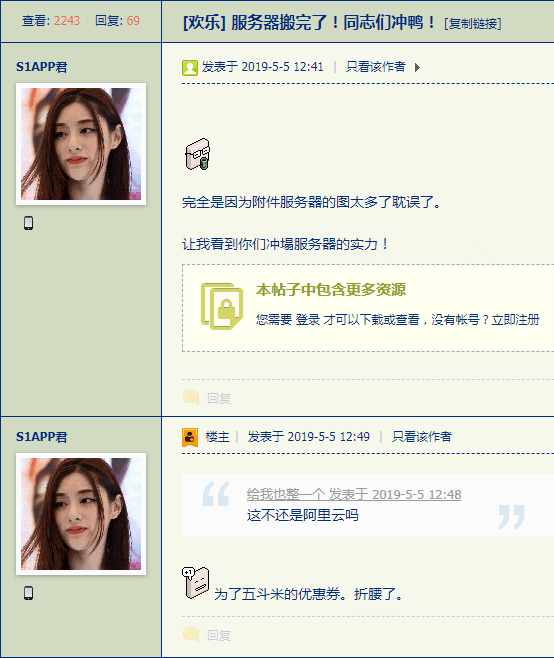 查看: 2243 | 回复: 69
[欢乐] 服务器搬完了！同志们冲鸭！ [复制链接]
S1APP君
发表于 2019-5-5 12:41 | 只看该作者
完全是因为附件服务器的图太多了耽误了。
让我看到你们冲塌服务器的实力！
本帖子中包含更多资源
您需要 登录 才可以下载或查看，没有帐号？立即注册
回复
S1APP君
楼主 | 发表于 2019-5-5 12:49 | 只看该作者
给我也整一个 发表于 2019-5-5 12:48
这不还是阿里云吗
+1
为了五斗米的优惠券。折腰了。
回复